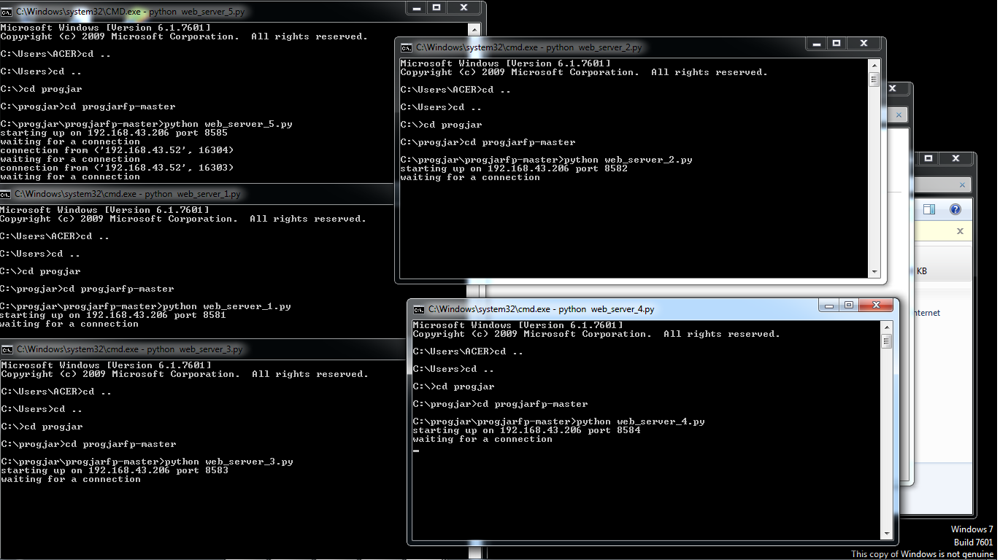 C:\Windows\system32\CMD.exe - python  web_server_5.py
Microsoft Windows [Version 6.1.7601]
Copyright (c) 2009 Microsoft Corporation.  All rights reserved.
C:\Users\ACER>cd ..
C:\Users>cd ..
C:\>cd progjar
C:\progjar>cd progjarfp-master
C:\progjar\progjarfp-master>python web_server_5.py
starting up on 192.168.43.206 port 8585
waiting for a connection
connection from ('192.168.43.52', 16304)
waiting for a connection
connection from ('192.168.43.52', 16303)
waiting for a connection
C:\Windows\system32\cmd.exe - python  web_server_1.py
Microsoft Windows [Version 6.1.7601]
Copyright (c) 2009 Microsoft Corporation.  All rights reserved.
C:\Users\ACER>cd ..
C:\Users>cd ..
C:\>cd progjar
C:\progjar>cd progjarfp-master
C:\progjar\progjarfp-master>python web_server_1.py
starting up on 192.168.43.206 port 8581
waiting for a connection
C:\Windows\system32\cmd.exe - python  web_server_3.py
Microsoft Windows [Version 6.1.7601]
Copyright (c) 2009 Microsoft Corporation.  All rights reserved.
C:\Users\ACER>cd ..
C:\Users>cd ..
C:\>cd progjar
C:\progjar>cd progjarfp-master
C:\progjar\progjarfp-master>python web_server_3.py
starting up on 192.168.43.206 port 8583
waiting for a connection
C:\Windows\system32\cmd.exe - python  web_server_2.py
Microsoft Windows [Version 6.1.7601]
Copyright (c) 2009 Microsoft Corporation.  All rights reserved.
C:\Users\ACER>cd ..
C:\Users>cd ..
C:\>cd progjar
C:\progjar>cd progjarfp-master
C:\progjar\progjarfp-master>python web_server_2.py
starting up on 192.168.43.206 port 8582
waiting for a connection
C:\Windows\system32\cmd.exe - python  web_server_4.py
Microsoft Windows [Version 6.1.7601]
Copyright (c) 2009 Microsoft Corporation.  All rights reserved.
C:\Users\ACER>cd ..
C:\Users>cd ..
C:\>cd progjar
C:\progjar>cd progjarfp-master
C:\progjar\progjarfp-master>python web_server_4.py
starting up on 192.168.43.206 port 8584
waiting for a connection
KB
nternet
Windows 7
Build 7601
This copy of Windows is not genuine